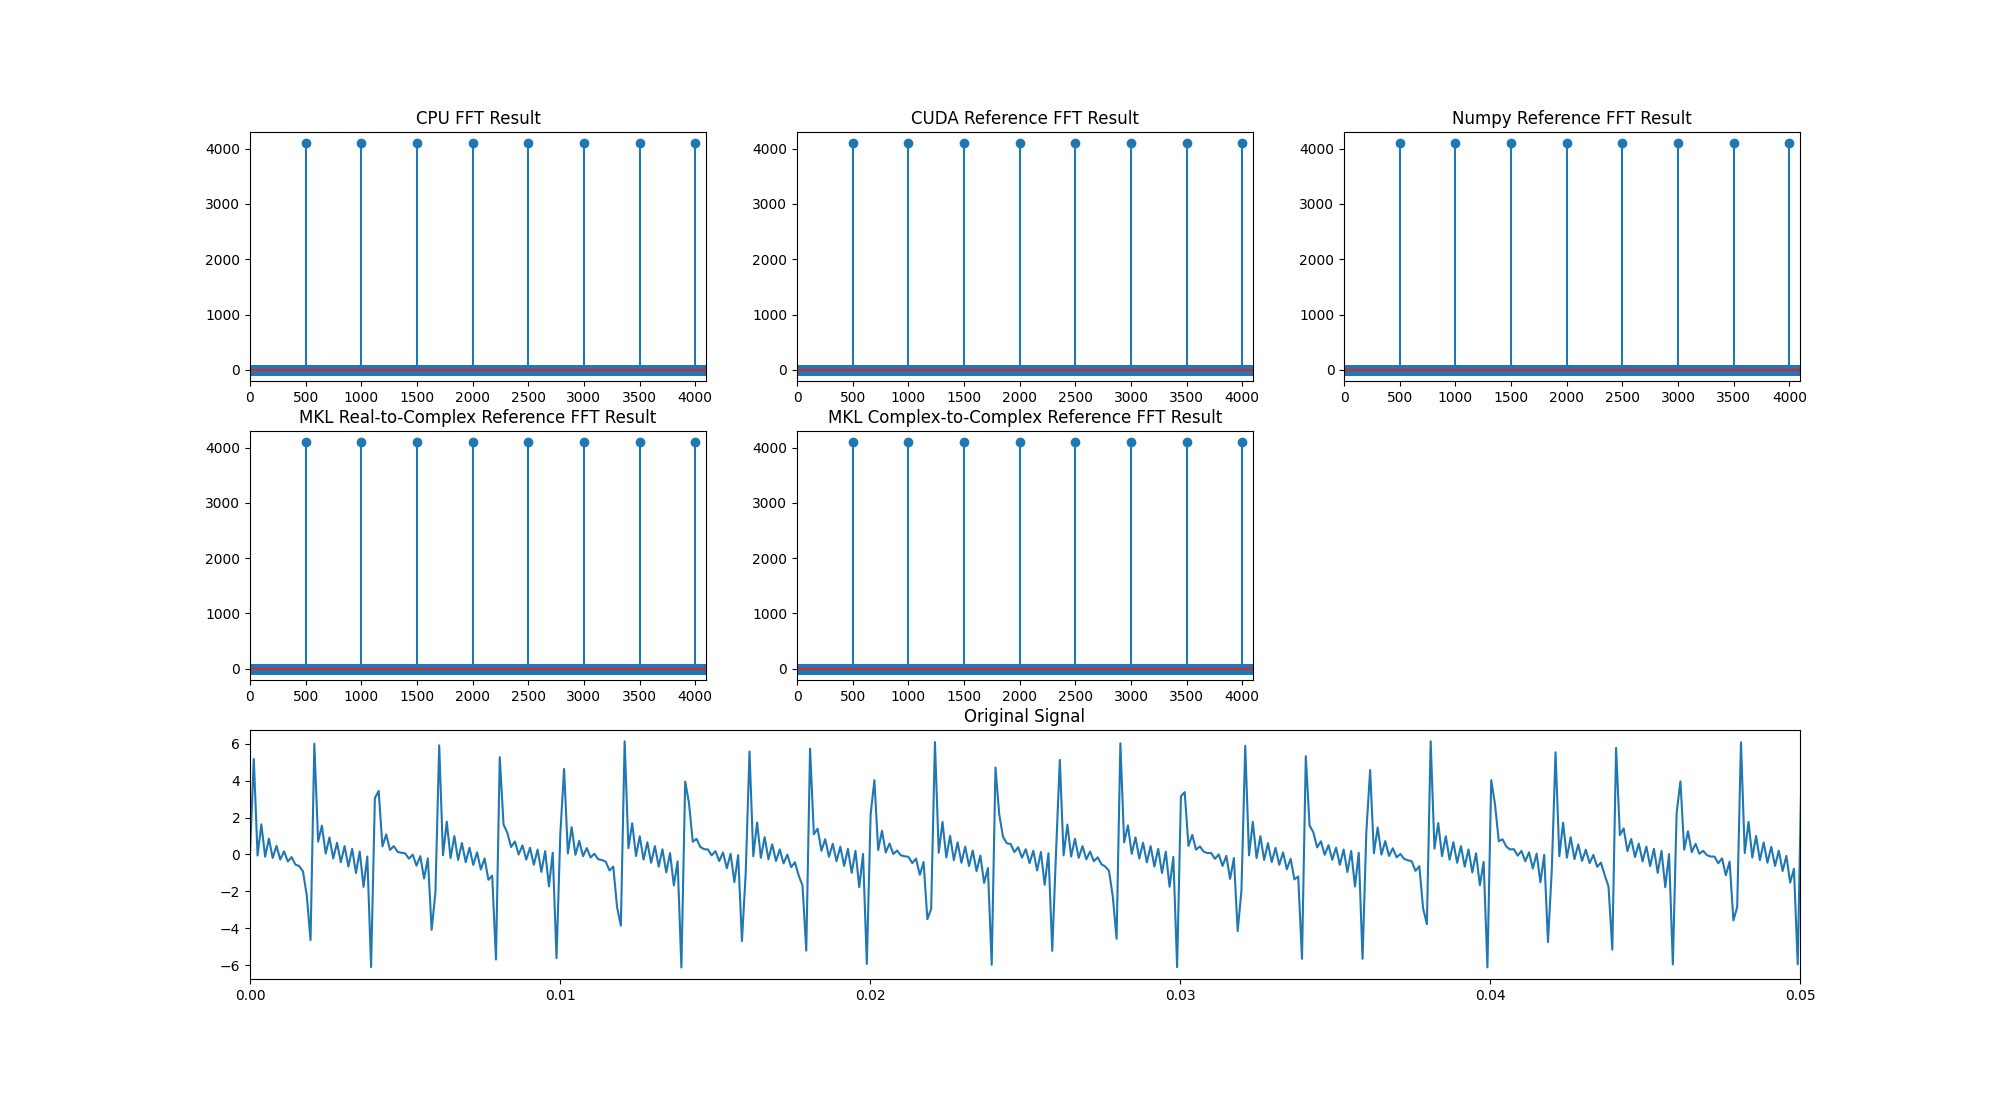 CPU FFT Result
4000
3000
2000
1000
0
0 500 1000 1500 2000 2500 3000 3500 4000
CUDA Reference FFT Result
4000
3000
2000
1000
0
0 500 1000 1500 2000 2500 3000 3500 4000
Numpy Reference FFT Result
4000
3000
2000
1000
0
0 500 1000 1500 2000 2500 3000 3500 4000
MKL Real-to-Complex Reference FFT Result
4000
3000
2000
1000
0
0 500 1000 1500 2000 2500 3000 3500 4000
MKL Complex-to-Complex Reference FFT Result
4000
3000
2000
1000
0
0 500 1000 1500 2000 2500 3000 3500 4000
Original Signal
6
4
2
0
−2
−4
−6
0.00 0.01 0.02 0.03 0.04 0.05